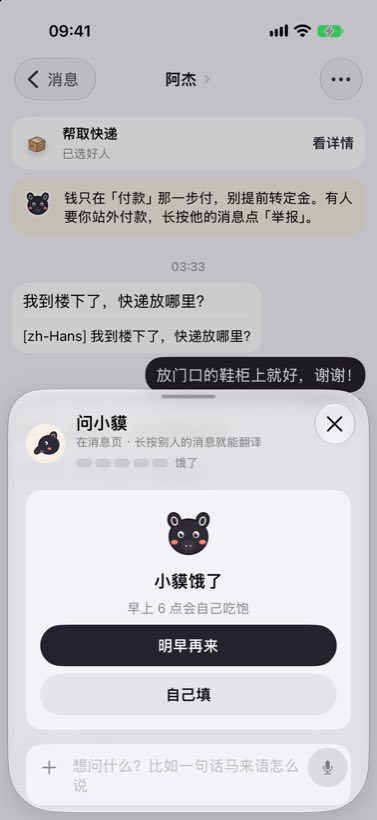 09:41
消息
阿杰
帮取快递
已选好人
看详情
钱只在「付款」那一步付，别提前转定金。有人
要你站外付款，长按他的消息点「举报」。
03:33
我到楼下了，快递放哪里？
[zh-Hans] 我到楼下了，快递放哪里？
放门口的鞋柜上就好，谢谢！
问小貘
在消息页 · 长按别人的消息就能翻译
饿了
小貘饿了
早上 6 点会自己吃饱
明早再来
自己填
想问什么？比如一句话马来语怎么
说